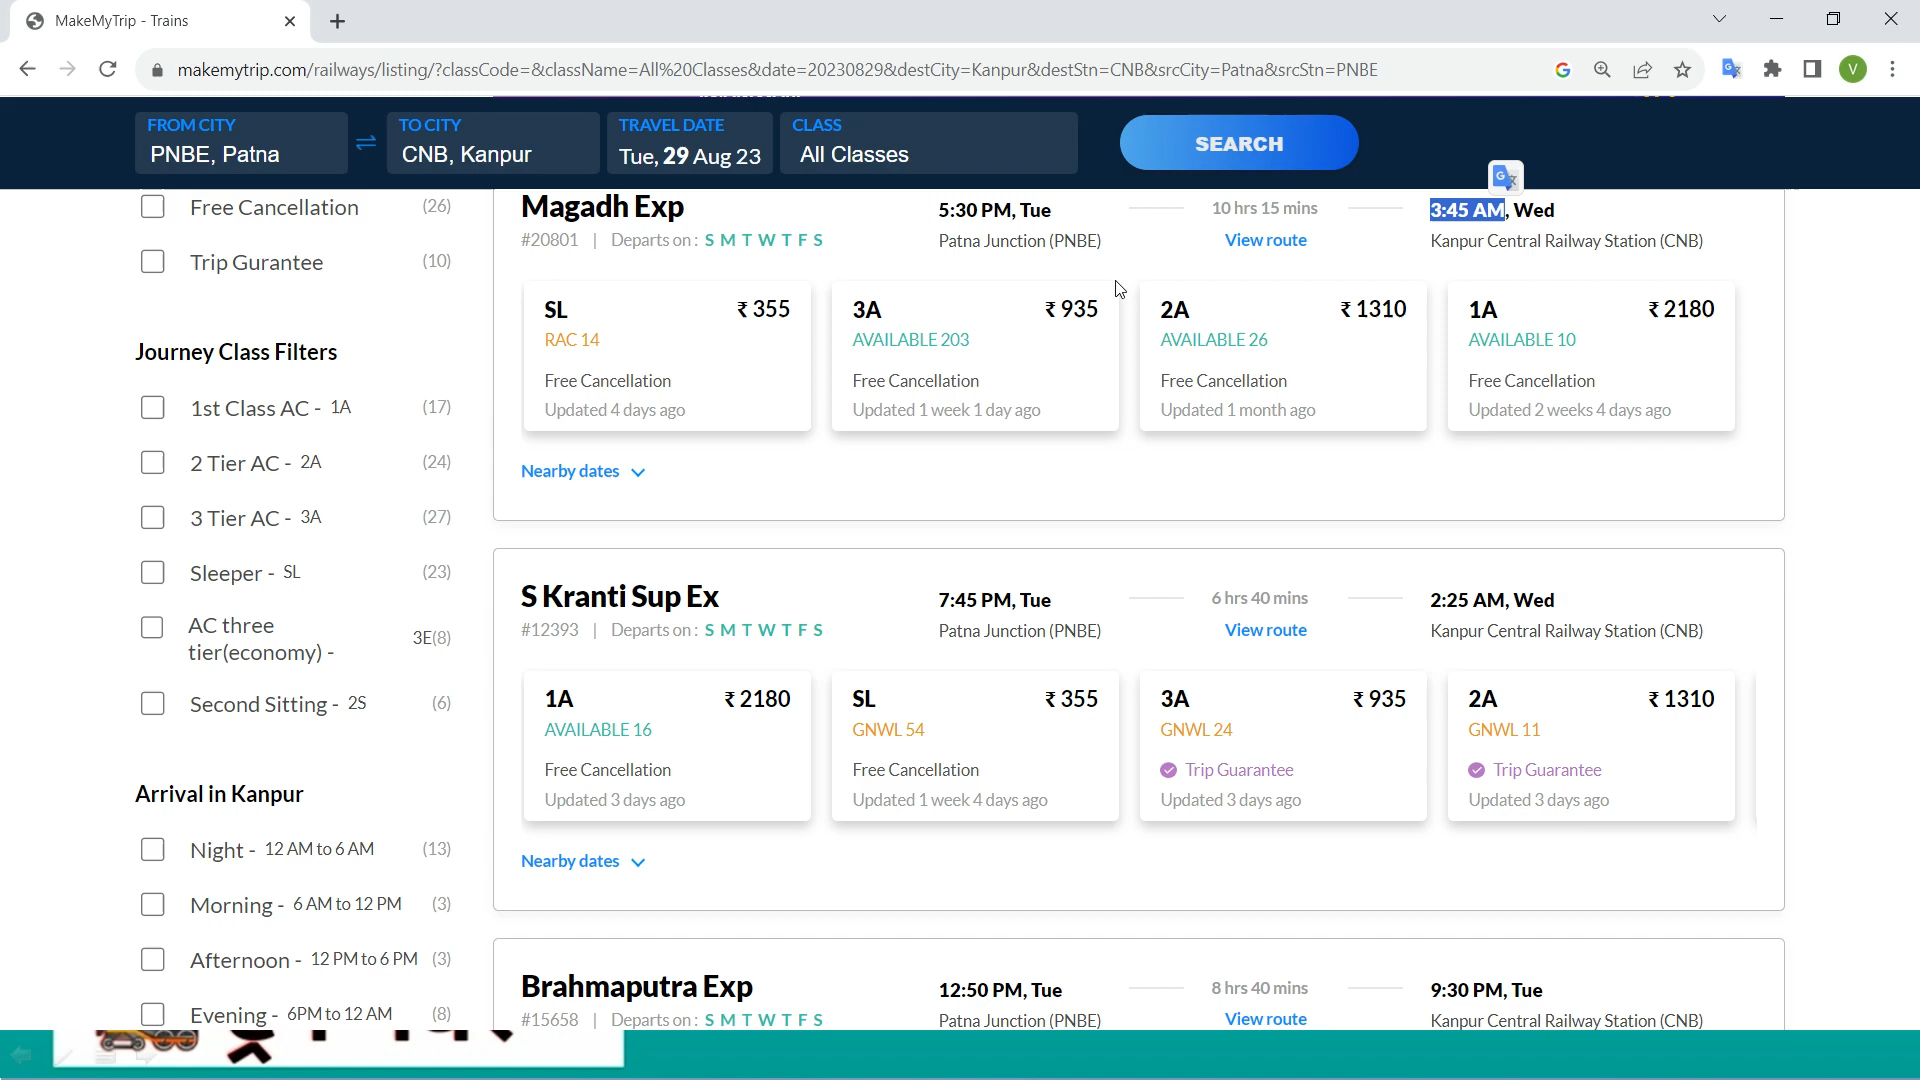 MakeMyTrip - Trains
makemytrip.com/railways/listing/?classCode=&className=All%20Classes&date=20230829&destCity=Kanpur&destStn=CNB&srcCity=Patna&srcStn=PNBE
V
FROM CITY
PNBE, Patna
TO CITY
CNB, Kanpur
TRAVEL DATE
Tue, 29 Aug 23
CLASS
All Classes
SEARCH
Free Cancellation (26)
Trip Gurantee (10)
Journey Class Filters
1st Class AC - 1A (17)
2 Tier AC - 2A (24)
3 Tier AC - 3A (27)
Sleeper - SL (23)
AC three
tier(economy) - 3E(8)
Second Sitting - 2S (6)
Arrival in Kanpur
Night - 12 AM to 6 AM (13)
Morning - 6 AM to 12 PM (3)
Afternoon - 12 PM to 6 PM (3)
Evening - 6PM to 12 AM (8)
Magadh Exp 5:30 PM, Tue 10 hrs 15 mins 3:45 AM, Wed
#20801 | Departs on : S M T W T F S Patna Junction (PNBE) View route Kanpur Central Railway Station (CNB)
SL ₹ 355
RAC 14
Free Cancellation
Updated 4 days ago
3A ₹ 935
AVAILABLE 203
Free Cancellation
Updated 1 week 1 day ago
2A ₹ 1310
AVAILABLE 26
Free Cancellation
Updated 1 month ago
1A ₹ 2180
AVAILABLE 10
Free Cancellation
Updated 2 weeks 4 days ago
Nearby dates
S Kranti Sup Ex 7:45 PM, Tue 6 hrs 40 mins 2:25 AM, Wed
#12393 | Departs on : S M T W T F S Patna Junction (PNBE) View route Kanpur Central Railway Station (CNB)
1A ₹ 2180
AVAILABLE 16
Free Cancellation
Updated 3 days ago
SL ₹ 355
GNWL 54
Free Cancellation
Updated 1 week 4 days ago
3A ₹ 935
GNWL 24
Trip Guarantee
Updated 3 days ago
2A ₹ 1310
GNWL 11
Trip Guarantee
Updated 3 days ago
Nearby dates
Brahmaputra Exp 12:50 PM, Tue 8 hrs 40 mins 9:30 PM, Tue
#15658 | Departs on : S M T W T F S Patna Junction (PNBE) View route Kanpur Central Railway Station (CNB)